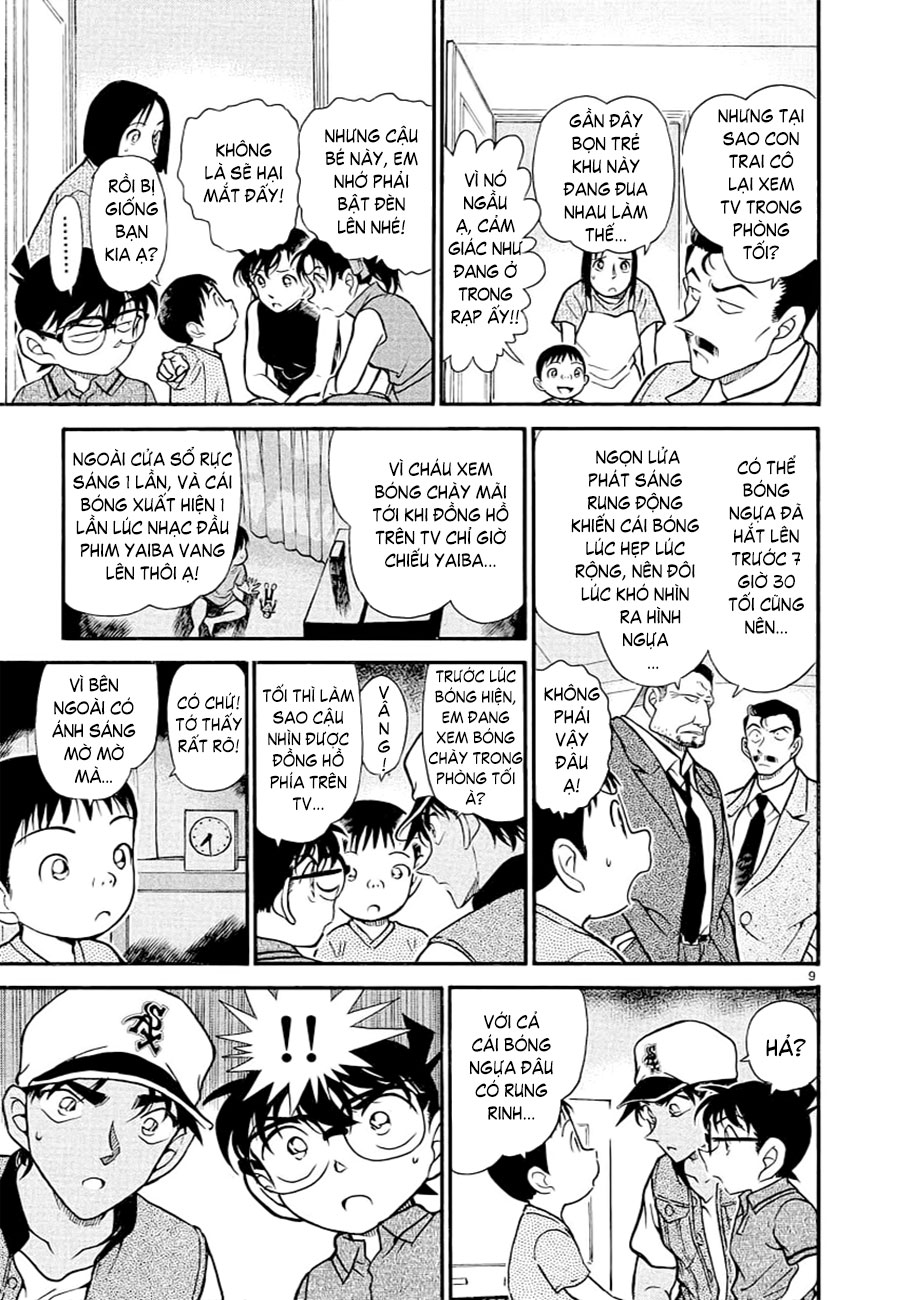 NHƯNG TẠI
SAO CON
TRAI CÔ
LẠI XEM
TV TRONG
PHÒNG
TỐI?
GẦN ĐÂY
BỌN TRẺ
KHU NÀY
ĐANG ĐUA
NHAU LÀM
THẾ...
VÌ NÓ
NGẦU
Ạ, CẢM
GIÁC NHƯ
ĐANG Ở
TRONG
RẠP ẤY!!
NHƯNG CẬU
BÉ NÀY, EM
NHỚ PHẢI
BẬT ĐÈN
LÊN NHÉ!
KHÔNG
LÀ SẼ HẠI
MẮT ĐẤY!
RỒI BỊ
GIỐNG
BẠN
KIA Ạ?
........
CÓ THỂ
BÓNG
NGỰA ĐÃ
HẮT LÊN
TRƯỚC 7
GIỜ 30
TỐI CŨNG
NÊN...
NGỌN LỬA
PHÁT SÁNG
RUNG ĐỘNG
KHIẾN CÁI BÓNG
LÚC HẸP LÚC
RỘNG, NÊN ĐÔI
LÚC KHÓ NHÌN
RA HÌNH
NGỰA
...
KHÔNG
PHẢI
VẬY
ĐÂU
Ạ!
VÌ CHÁU XEM
BÓNG CHÀY MÃI
TỚI KHI ĐỒNG HỒ
TRÊN TV CHỈ GIỜ
CHIẾU YAIBA...
NGOÀI CỬA SỔ RỰC
SÁNG 1 LẦN, VÀ CÁI
BÓNG XUẤT HIỆN 1
LẦN LÚC NHẠC ĐẦU
PHIM YAIBA VANG
LÊN THÔI Ạ!
TRƯỚC LÚC
BÓNG HIỆN,
EM ĐANG
XEM BÓNG
CHÀY TRONG
PHÒNG TỐI
À?
VÂNG!
TỐI THÌ LÀM
SAO CẬU
NHÌN ĐƯỢC
ĐỒNG HỒ
PHÍA TRÊN
TV...
CÓ CHỨ!
TỚ THẤY
RẤT RÕ!
VÌ BÊN
NGOÀI CÓ
ÁNH SÁNG
MỜ MỜ
MÀ...
9
HẢ?
VỚI CẢ
CÁI BÓNG
NGỰA ĐÂU
CÓ RUNG
RINH...
SOX
!!